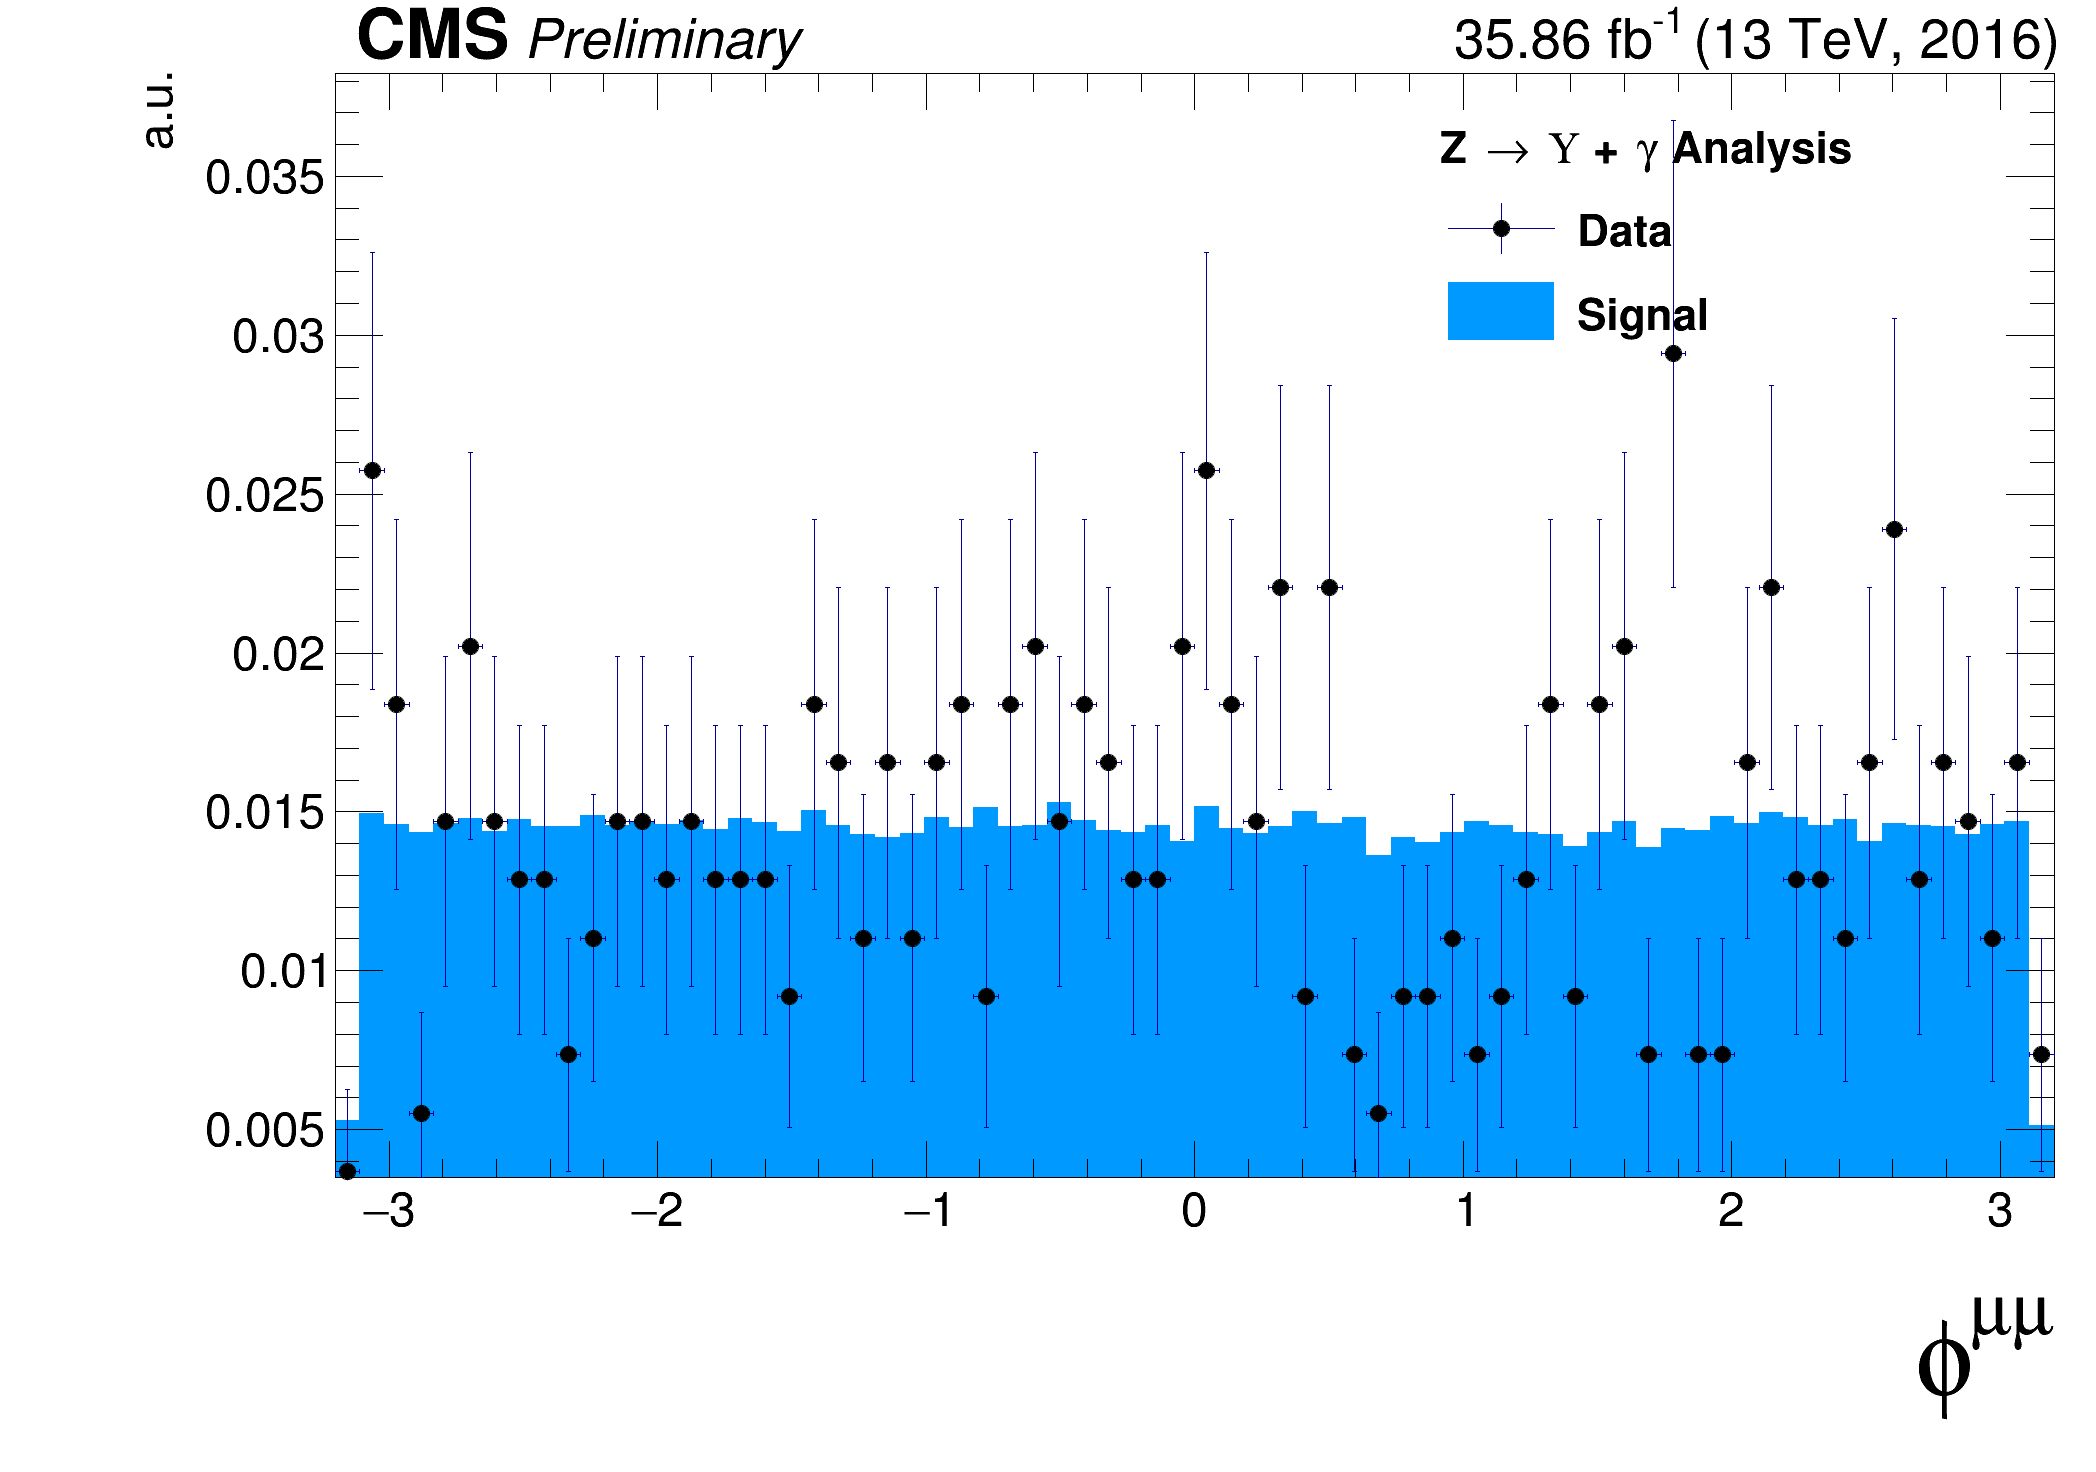 CMS Preliminary
35.86 fb⁻¹ (13 TeV, 2016)
a.u.
Z → Υ + γ Analysis
Data
Signal
0.035
0.03
0.025
0.02
0.015
0.01
0.005
−3 −2 −1 0 1 2 3
ϕ^μμ